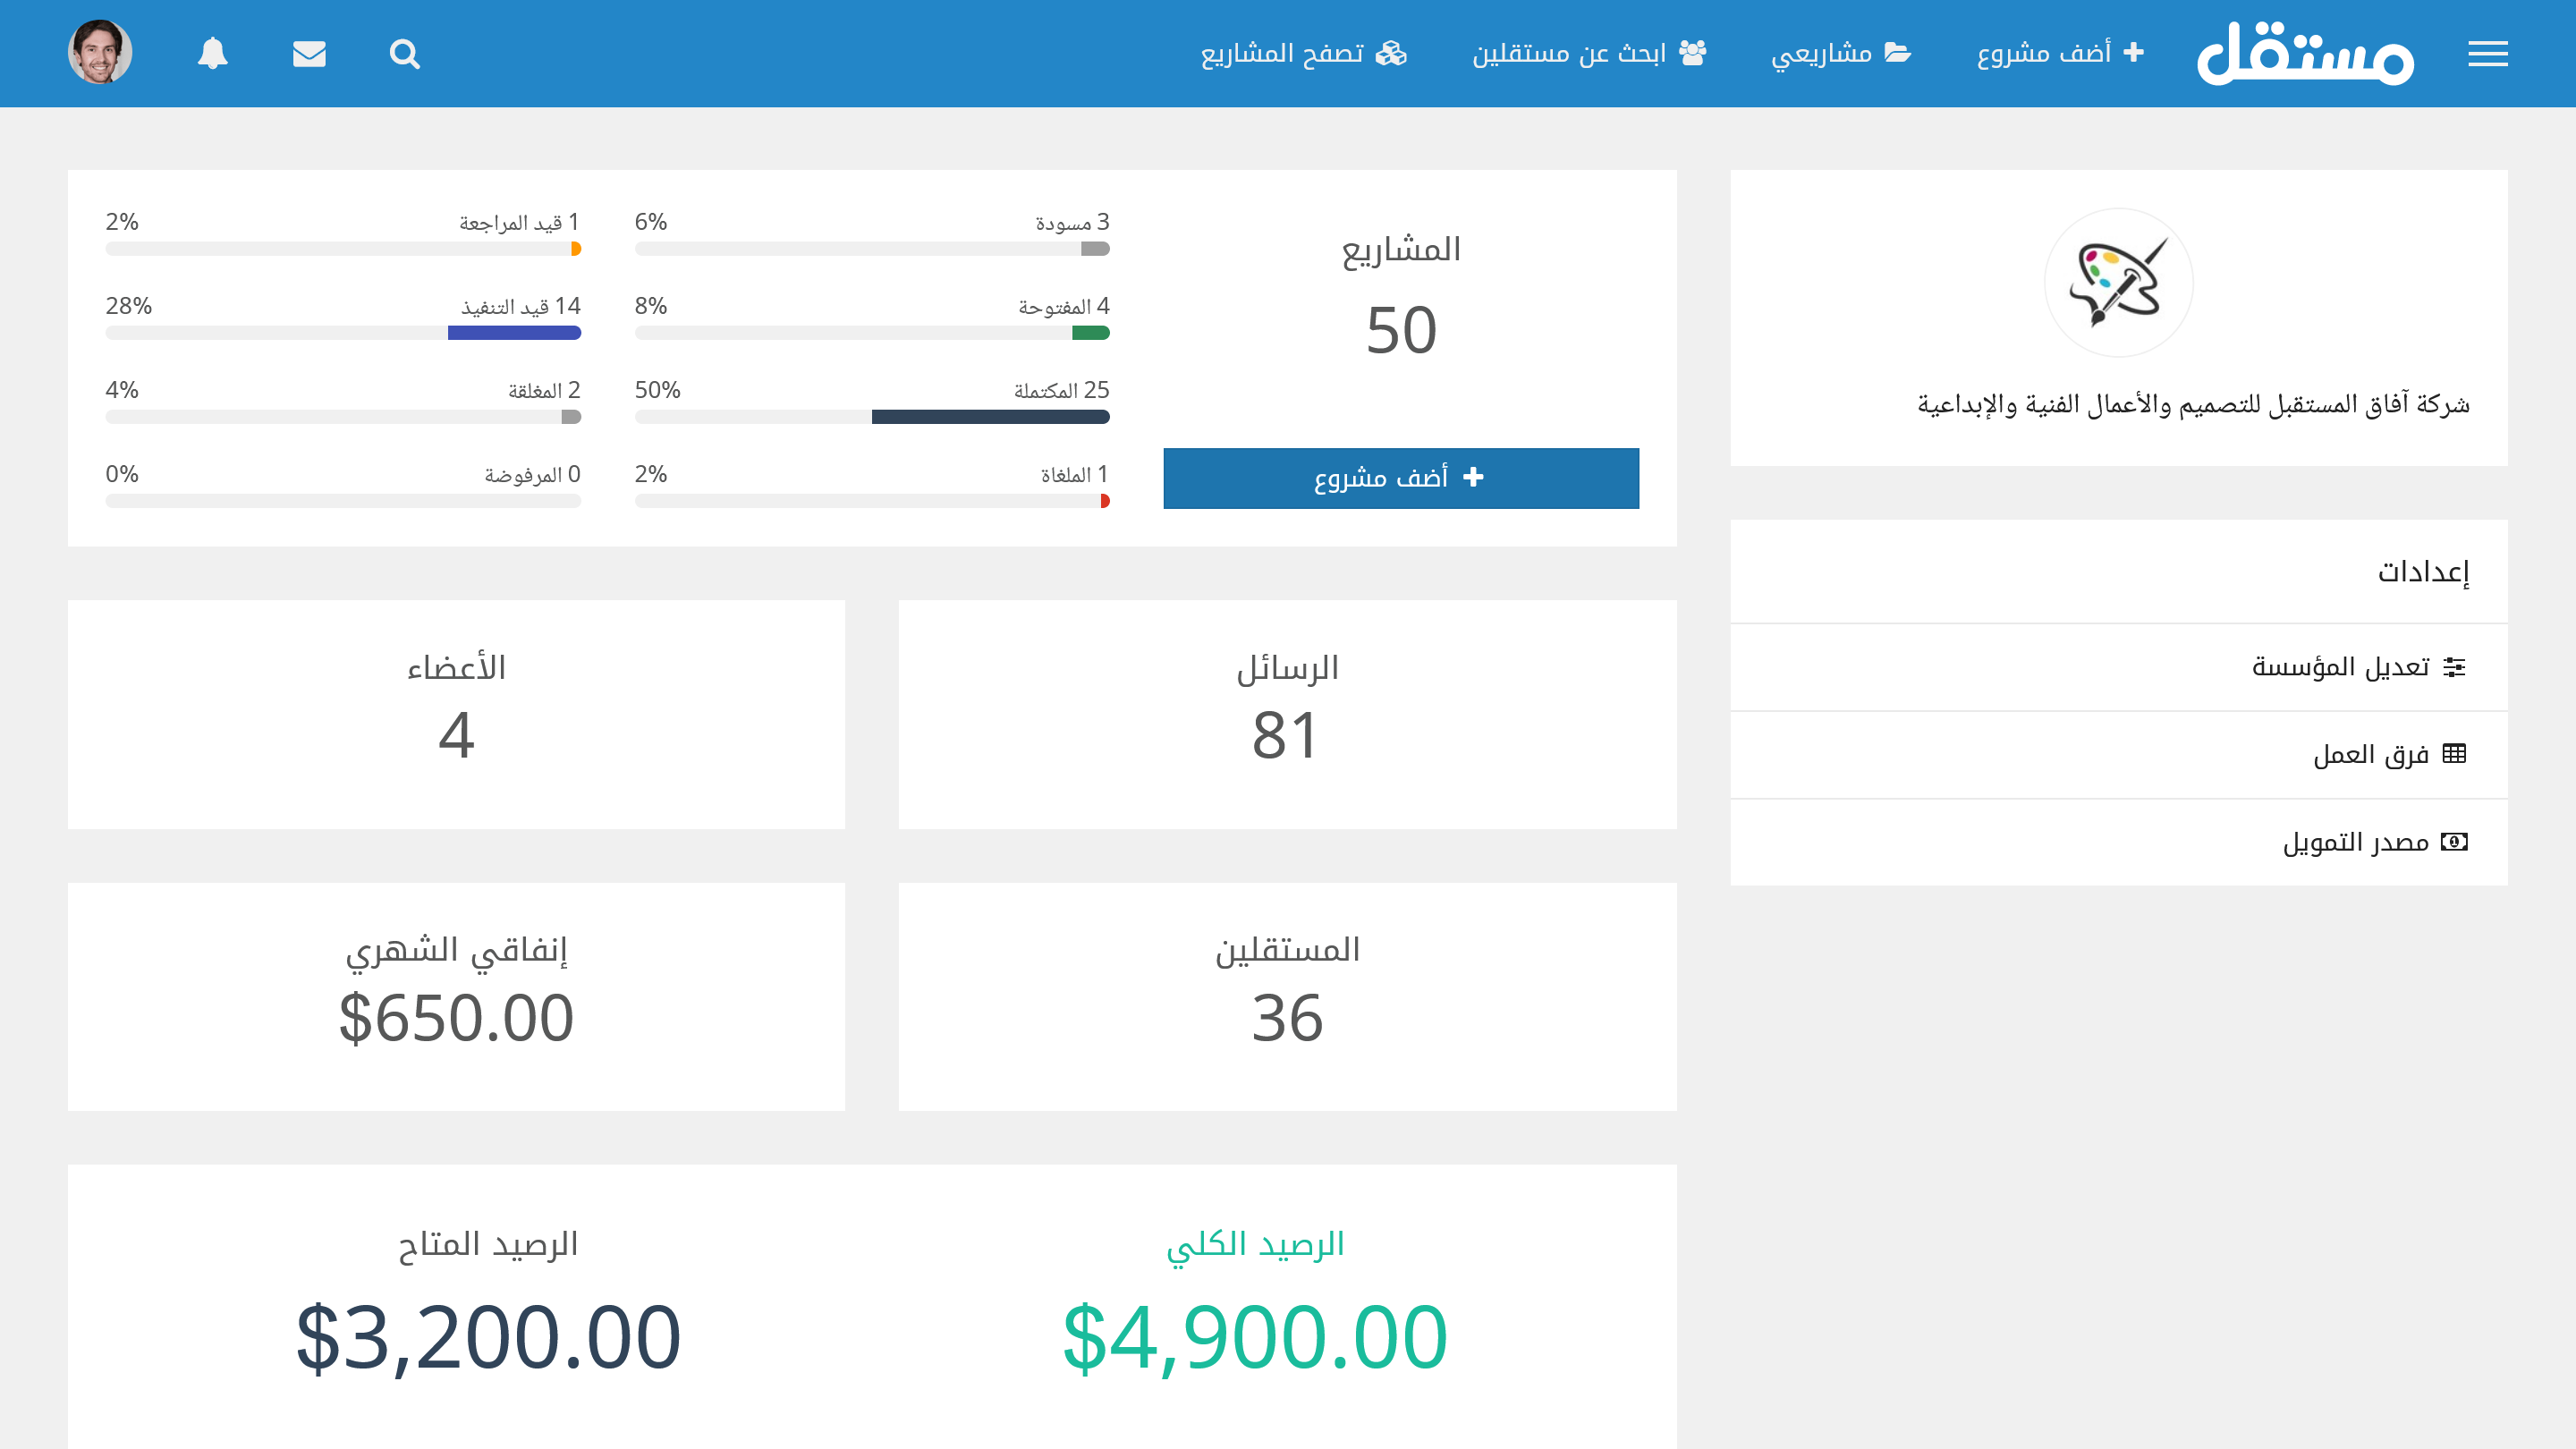 مستقل
أضف مشروع
مشاريعي
ابحث عن مستقلين
تصفح المشاريع
شركة آفاق المستقبل للتصميم والأعمال الفنية والإبداعية
إعدادات
تعديل المؤسسة
فرق العمل
مصدر التمويل
المشاريع
50
أضف مشروع
3 مسودة 6%
4 المفتوحة 8%
25 المكتملة 50%
1 الملغاة 2%
1 قيد المراجعة 2%
14 قيد التنفيذ 28%
2 المغلقة 4%
0 المرفوضة 0%
الرسائل
81
الأعضاء
4
المستقلين
36
إنفاقي الشهري
$650.00
الرصيد الكلي
$4,900.00
الرصيد المتاح
$3,200.00